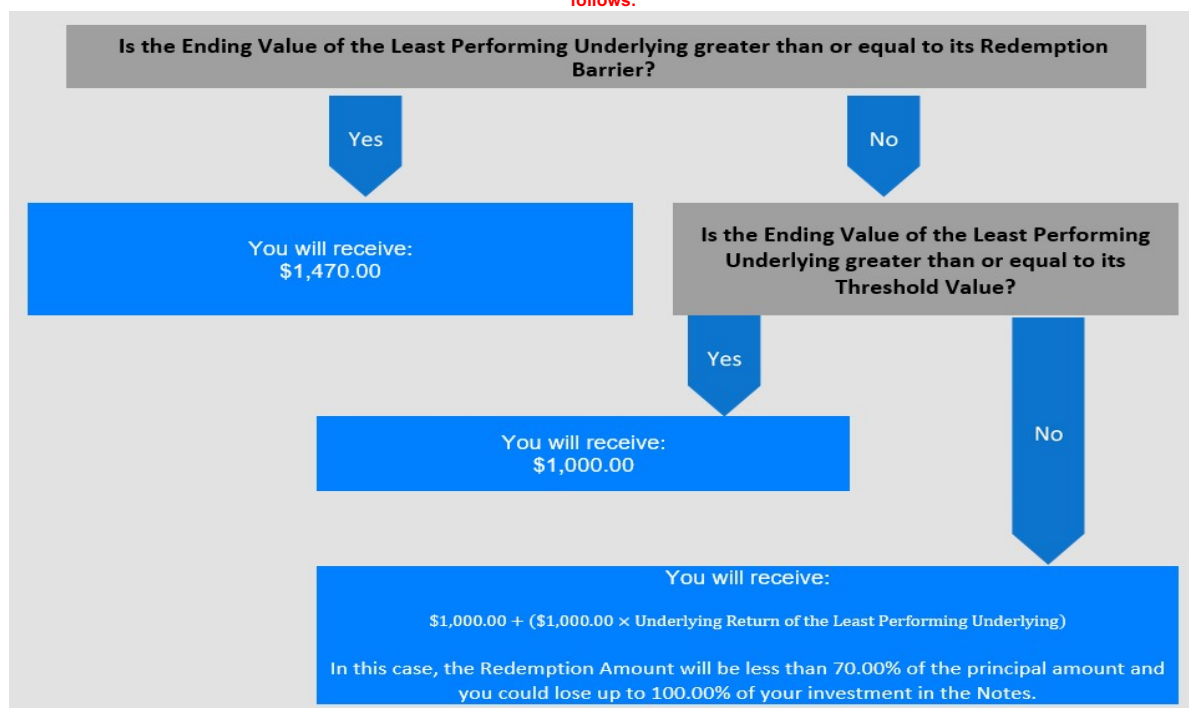 follows:
Is the Ending Value of the Least Performing Underlying greater than or equal to its Redemption
Barrier?
Yes
No
You will receive:
$1,470.00
Is the Ending Value of the Least Performing
Underlying greater than or equal to its
Threshold Value?
Yes
No
You will receive:
$1,000.00
You will receive:
$1,000.00 + ($1,000.00 × Underlying Return of the Least Performing Underlying)
In this case, the Redemption Amount will be less than 70.00% of the principal amount and
you could lose up to 100.00% of your investment in the Notes.